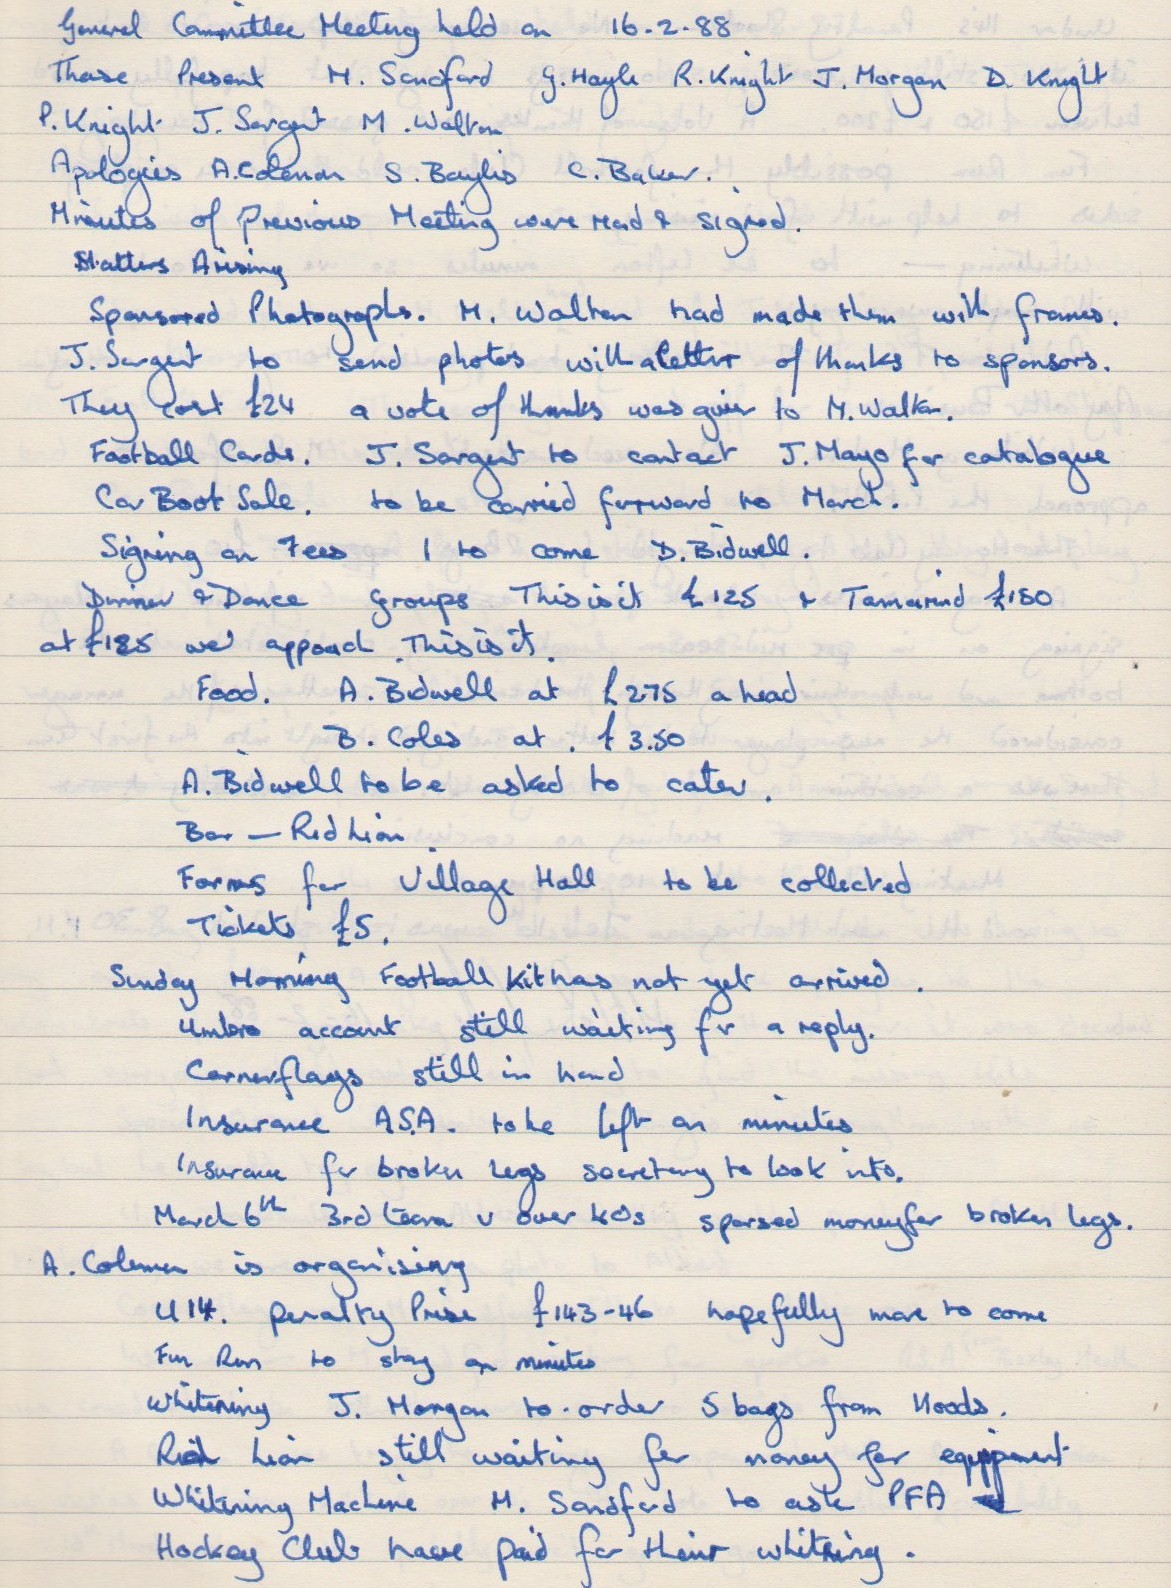 General Committee Meeting held on 16.2.88
Those Present M. Sandford G. Hayle R. Knight J. Morgan D. Knight
P. Knight J. Sargent M. Walton
Apologies A. Coleman S. Baylis C. Baker.
Minutes of Previous Meeting were read & signed.
Matters Arising
Sponsored Photographs. M. Walton had made them with frames.
J. Sargent to send photos with a letter of thanks to sponsors.
They cost £24 a vote of thanks was given to M. Walton.
Football Cards. J. Sargent to contact J. Mayo for catalogue
Car Boot Sale. to be carried forward to March.
Signing on Fees 1 to come D. Bidwell.
Dinner & Dance Groups This is it £125 & Tamarind £150
at £125 we' appoach This is it.
Food. A. Bidwell at £2.75 a head
B. Coles at . £3.50
A. Bidwell to be asked to cater.
Bar — Red Lion.
Forms for Village Hall to be collected
Tickets £5.
Sunday Morning Football Kit has not yet arrived.
Umbro account still waiting for a reply.
Cornerflags still in hand
Insurance A.S.A. to be left on minutes
Insurance for broken legs secretary to look into.
March 6th 3rd team v over 40s sponsed money for broken legs.
A. Coleman is organising
U14. penalty Prise £143-46 hopefully more to come
Fun Run to stay on minutes
Whitening J. Morgan to order 5 bags from Hoods.
Red Lion still waiting for money for equippment
Whitening Machine M. Sandford to ask PFA
Hockey Club have paid for their whitning.